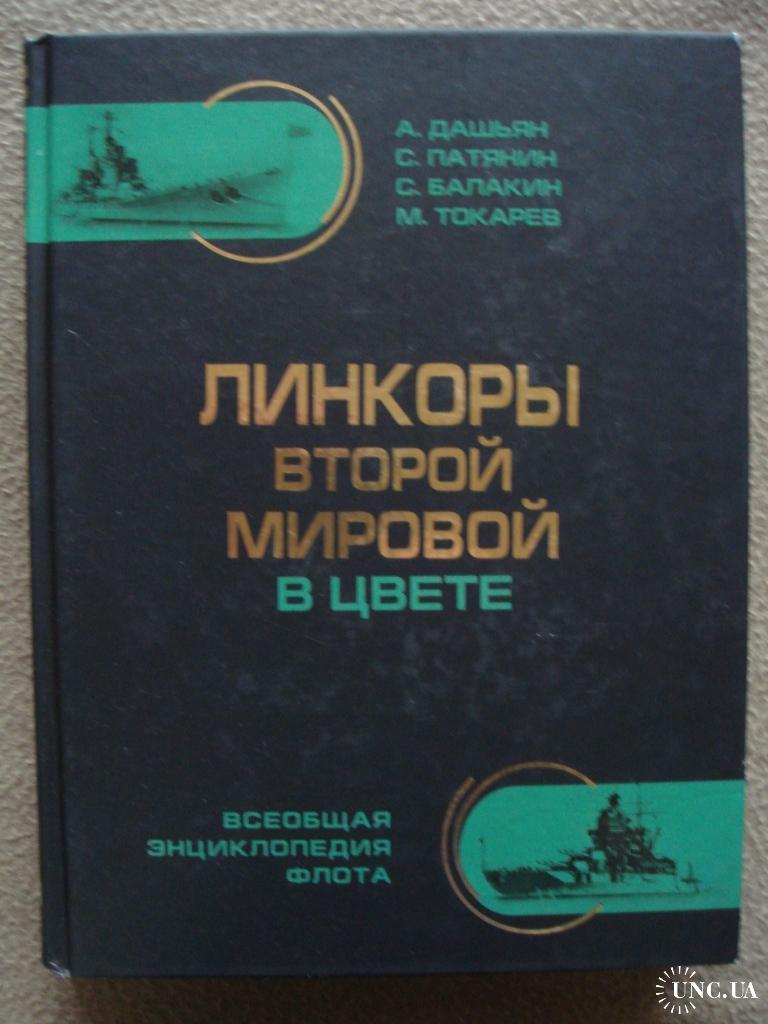 А. ДАШЬЯН
С. ПАТЯНИН
С. БАЛАКИН
М. ТОКАРЕВ
ЛИНКОРЫ
ВТОРОЙ
МИРОВОЙ
В ЦВЕТЕ
ВСЕОБЩАЯ
ЭНЦИКЛОПЕДИЯ
ФЛОТА
UNC.UA